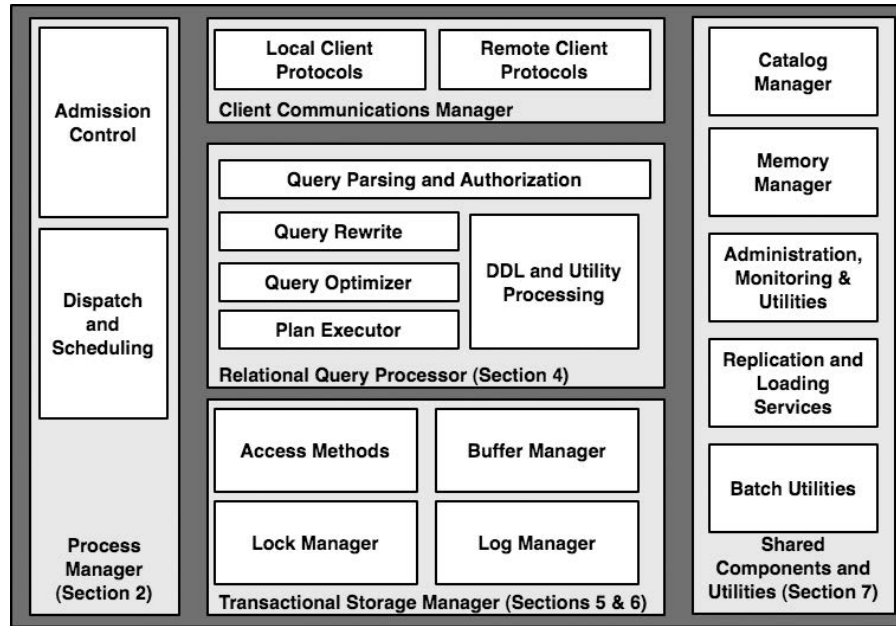 Admission
Control
Dispatch
and
Scheduling
Process
Manager
(Section 2)
Local Client
Protocols
Remote Client
Protocols
Client Communications Manager
Query Parsing and Authorization
Query Rewrite
Query Optimizer
Plan Executor
DDL and Utility
Processing
Relational Query Processor (Section 4)
Access Methods
Buffer Manager
Lock Manager
Log Manager
Transactional Storage Manager (Sections 5 & 6)
Catalog
Manager
Memory
Manager
Administration,
Monitoring &
Utilities
Replication and
Loading
Services
Batch Utilities
Shared
Components and
Utilities (Section 7)